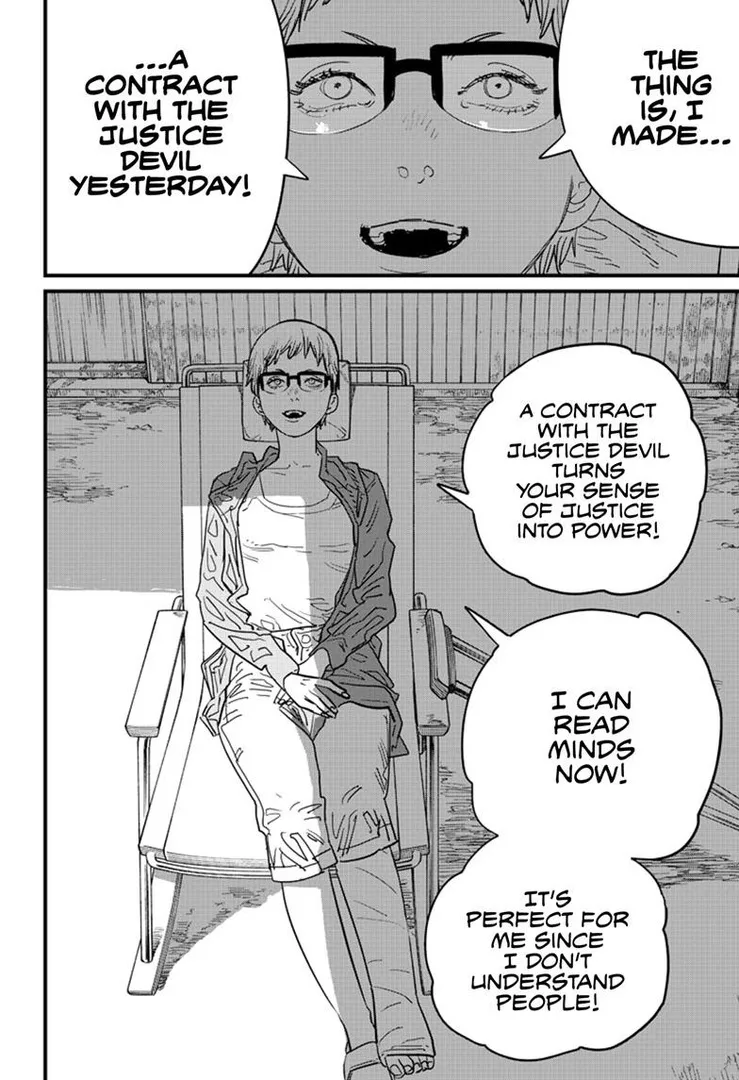 THE
THING
IS, I
MADE...
...A
CONTRACT
WITH THE
JUSTICE
DEVIL
YESTERDAY!
A CONTRACT
WITH THE
JUSTICE DEVIL
TURNS
YOUR SENSE
OF JUSTICE
INTO POWER!
I CAN
READ
MINDS
NOW!
IT'S
PERFECT FOR
ME SINCE
I DON'T
UNDERSTAND
PEOPLE!